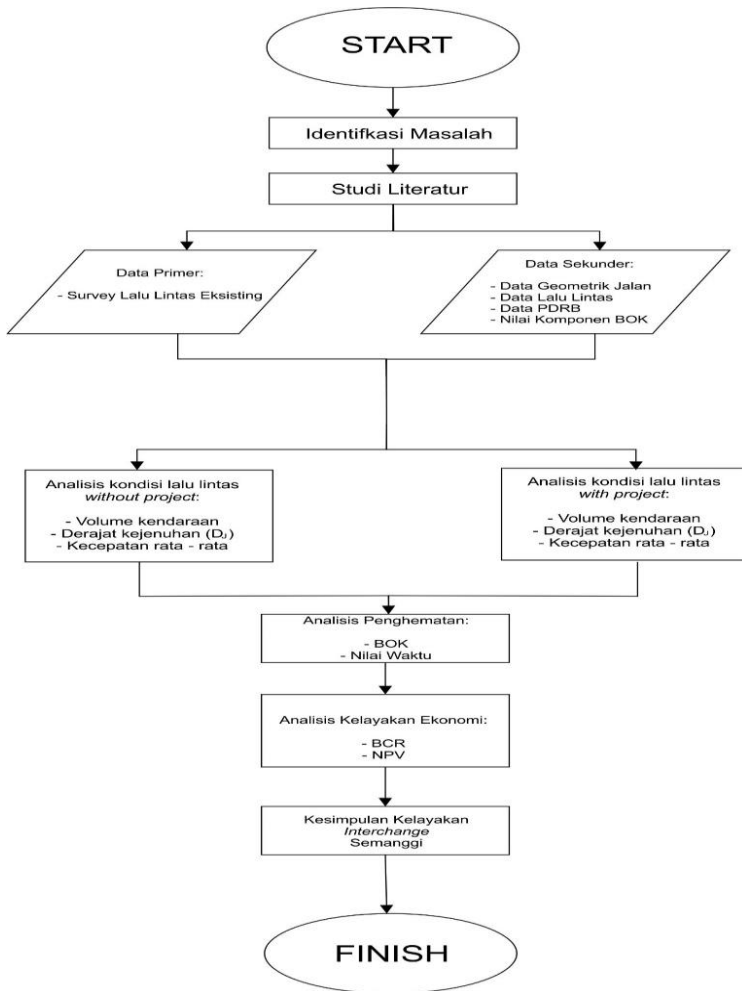 START
Identifkasi Masalah
Studi Literatur
Data Primer:
- Survey Lalu Lintas Eksisting
Data Sekunder:
- Data Geometrik Jalan
- Data Lalu Lintas
- Data PDRB
- Nilai Komponen BOK
Analisis kondisi lalu lintas
without project:
- Volume kendaraan
- Derajat kejenuhan (DJ)
- Kecepatan rata - rata
Analisis kondisi lalu lintas
with project:
- Volume kendaraan
- Derajat kejenuhan (DJ)
- Kecepatan rata - rata
Analisis Penghematan:
- BOK
- Nilai Waktu
Analisis Kelayakan Ekonomi:
- BCR
- NPV
Kesimpulan Kelayakan
Interchange
Semanggi
FINISH